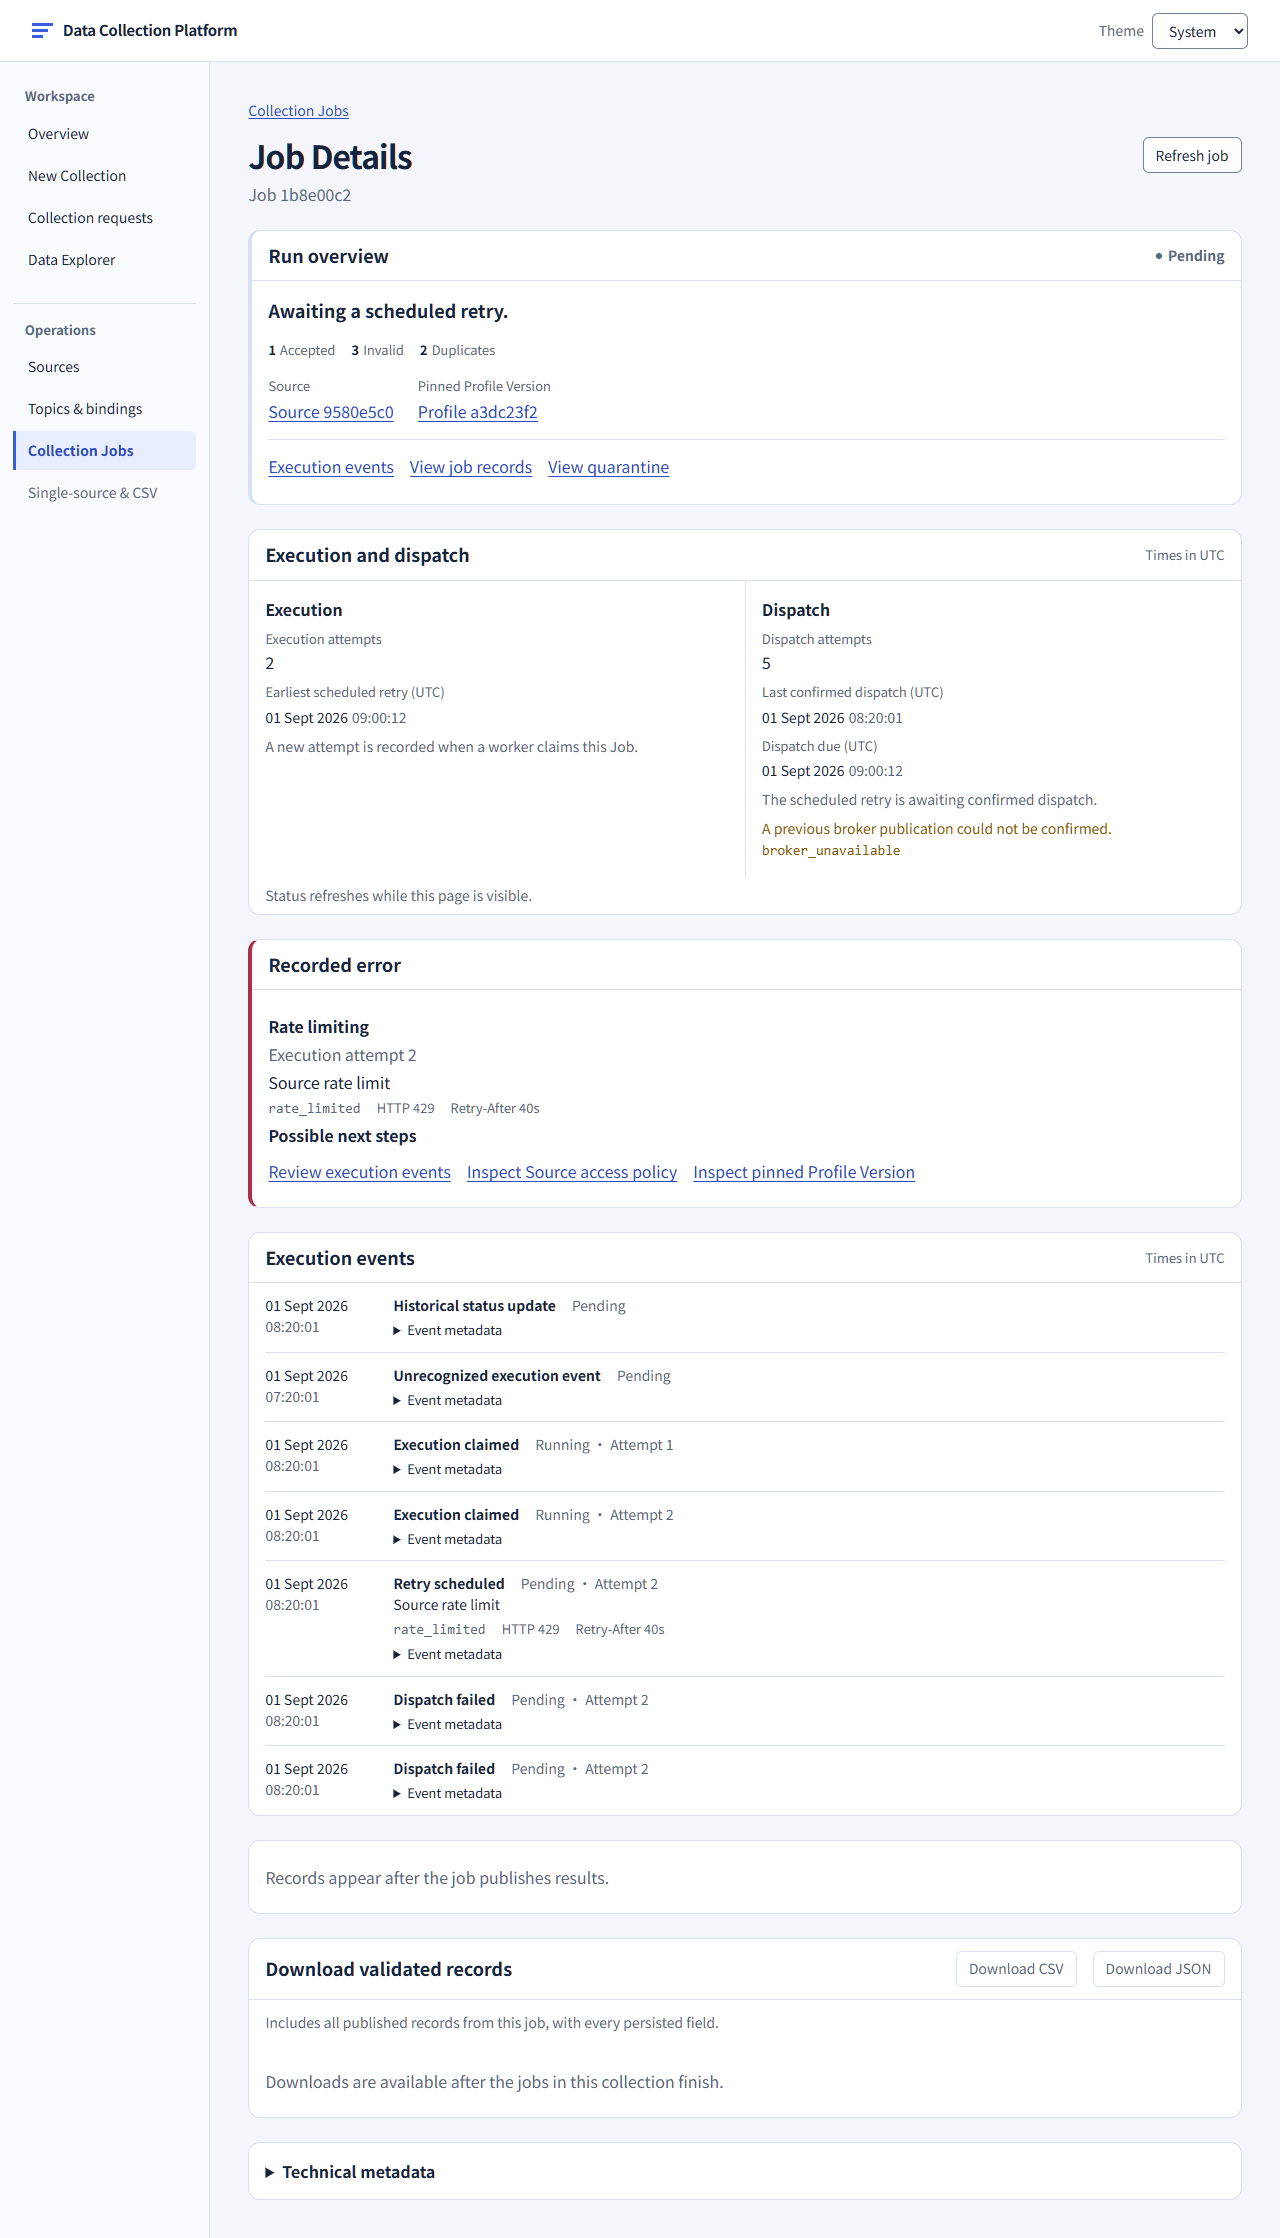 Data Collection Platform
Theme System
Workspace
Overview
New Collection
Collection requests
Data Explorer
Operations
Sources
Topics & bindings
Collection Jobs
Single-source & CSV
Collection Jobs
Job Details
Refresh job
Job 1b8e00c2
Run overview
• Pending
Awaiting a scheduled retry.
1 Accepted 3 Invalid 2 Duplicates
Source Pinned Profile Version
Source 9580e5c0 Profile a3dc23f2
Execution events View job records View quarantine
Execution and dispatch
Times in UTC
Execution
Execution attempts
2
Earliest scheduled retry (UTC)
01 Sept 2026 09:00:12
A new attempt is recorded when a worker claims this Job.
Dispatch
Dispatch attempts
5
Last confirmed dispatch (UTC)
01 Sept 2026 08:20:01
Dispatch due (UTC)
01 Sept 2026 09:00:12
The scheduled retry is awaiting confirmed dispatch.
A previous broker publication could not be confirmed.
broker_unavailable
Status refreshes while this page is visible.
Recorded error
Rate limiting
Execution attempt 2
Source rate limit
rate_limited HTTP 429 Retry-After 40s
Possible next steps
Review execution events Inspect Source access policy Inspect pinned Profile Version
Execution events
Times in UTC
01 Sept 2026 Historical status update Pending
08:20:01 ▶ Event metadata
01 Sept 2026 Unrecognized execution event Pending
07:20:01 ▶ Event metadata
01 Sept 2026 Execution claimed Running • Attempt 1
08:20:01 ▶ Event metadata
01 Sept 2026 Execution claimed Running • Attempt 2
08:20:01 ▶ Event metadata
01 Sept 2026 Retry scheduled Pending • Attempt 2
08:20:01 Source rate limit
rate_limited HTTP 429 Retry-After 40s
▶ Event metadata
01 Sept 2026 Dispatch failed Pending • Attempt 2
08:20:01 ▶ Event metadata
01 Sept 2026 Dispatch failed Pending • Attempt 2
08:20:01 ▶ Event metadata
Records appear after the job publishes results.
Download validated records
Download CSV Download JSON
Includes all published records from this job, with every persisted field.
Downloads are available after the jobs in this collection finish.
▶ Technical metadata